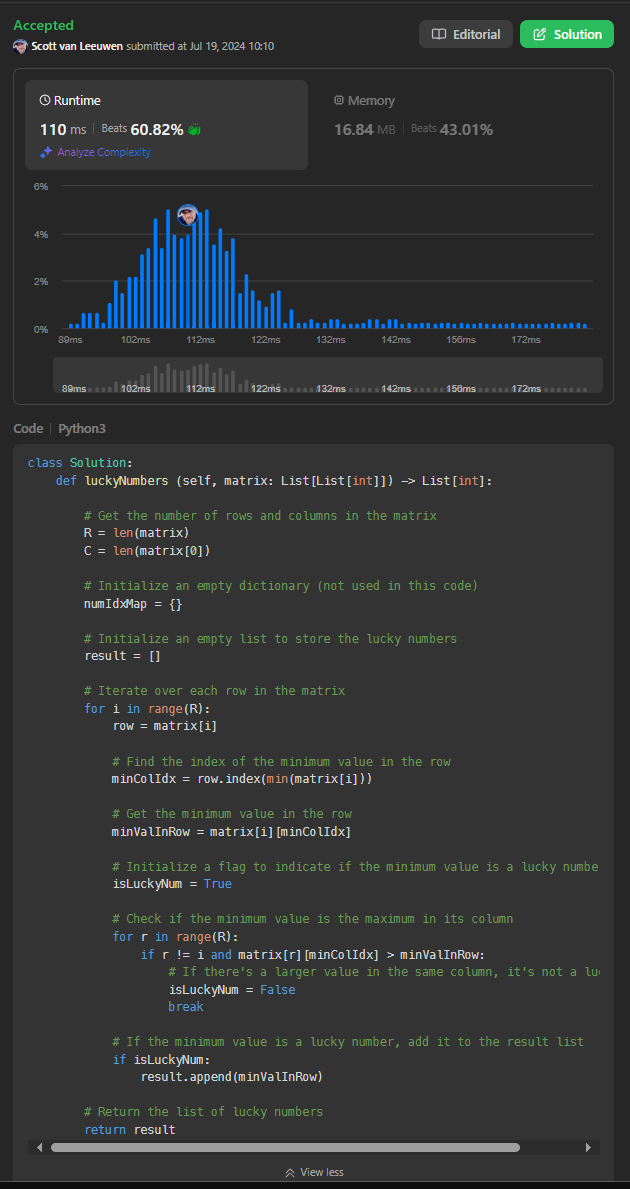 Accepted
Scott van Leeuwen submitted at Jul 19, 2024 10:10
Editorial
Solution
Runtime
110 ms | Beats 60.82%
Analyze Complexity
Memory
16.84 MB | Beats 43.01%
6%
4%
2%
0%
89ms 102ms 112ms 122ms 132ms 142ms 156ms 172ms
89ms 102ms 112ms 122ms 132ms 142ms 156ms 172ms
Code | Python3
class Solution:
    def luckyNumbers (self, matrix: List[List[int]]) -> List[int]:
        # Get the number of rows and columns in the matrix
        R = len(matrix)
        C = len(matrix[0])
        # Initialize an empty dictionary (not used in this code)
        numIdxMap = {}
        # Initialize an empty list to store the lucky numbers
        result = []
        # Iterate over each row in the matrix
        for i in range(R):
            row = matrix[i]
            # Find the index of the minimum value in the row
            minColIdx = row.index(min(matrix[i]))
            # Get the minimum value in the row
            minValInRow = matrix[i][minColIdx]
            # Initialize a flag to indicate if the minimum value is a lucky numbe
            isLuckyNum = True
            # Check if the minimum value is the maximum in its column
            for r in range(R):
                if r != i and matrix[r][minColIdx] > minValInRow:
                    # If there's a larger value in the same column, it's not a lu
                    isLuckyNum = False
                    break
            # If the minimum value is a lucky number, add it to the result list
            if isLuckyNum:
                result.append(minValInRow)
        # Return the list of lucky numbers
        return result
View less